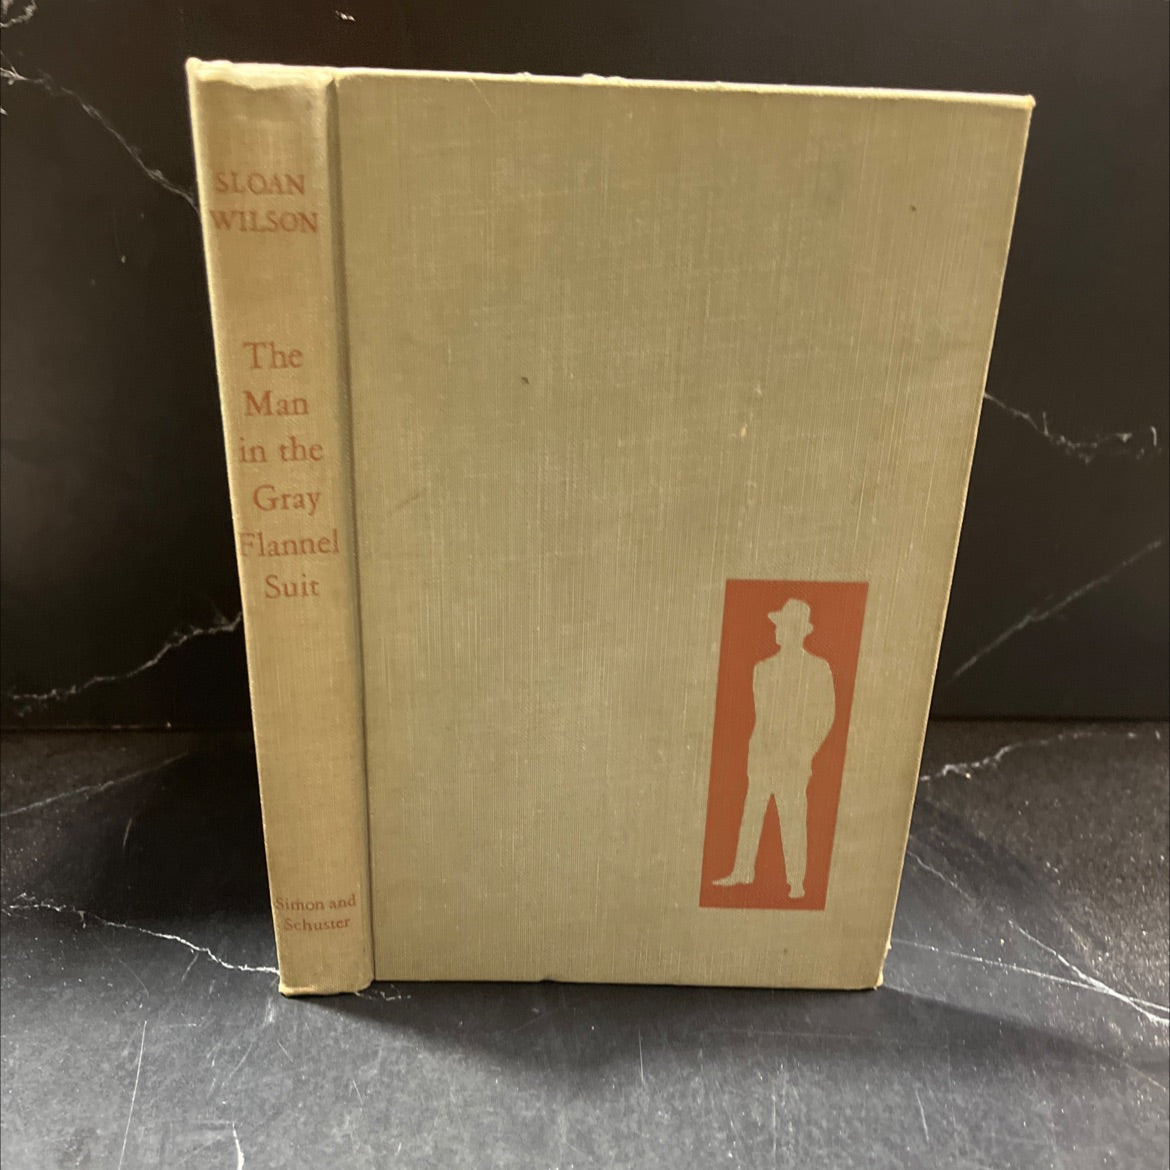 SLOAN
WILSON
The
Man
in the
Gray
Flannel
Suit
Simon and
Schuster